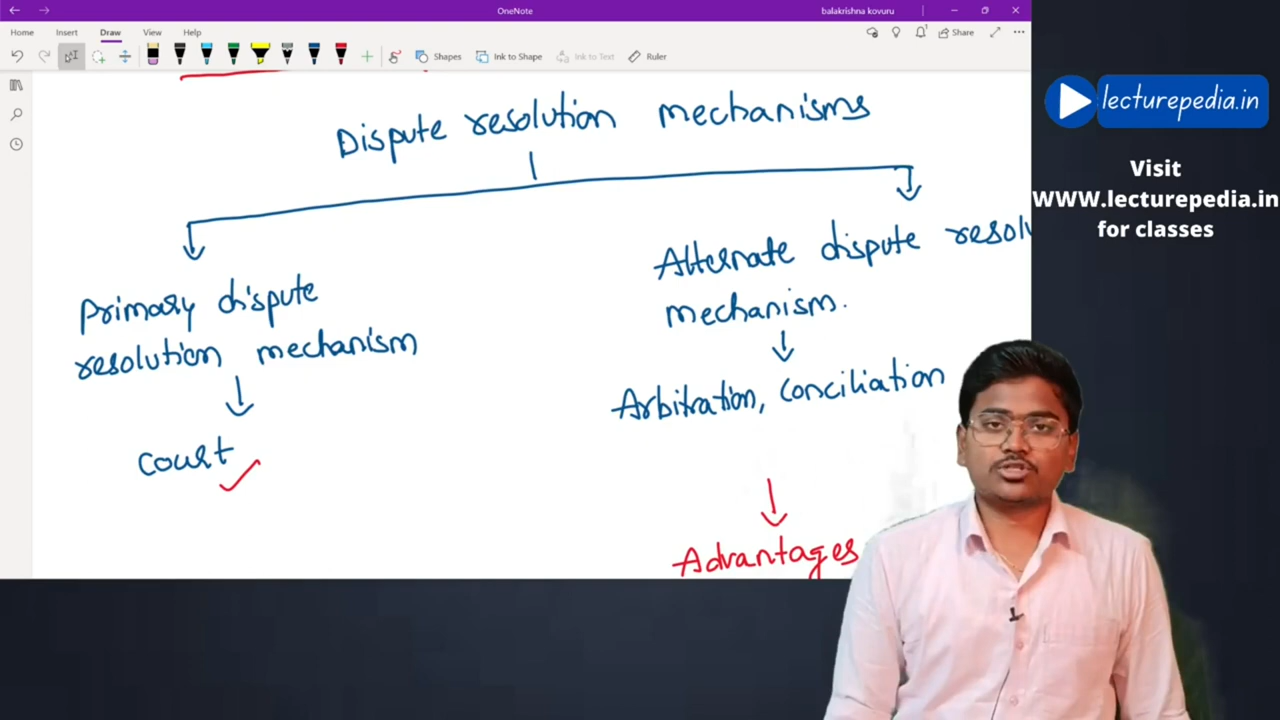 OneNote
balakrishna kovuru
Home Insert Draw View Help
Share
Shapes Ink to Shape Ink to Text Ruler
Dispute resolution mechanisms
Primary dispute
resolution mechanism
court
Alternate dispute resolu
mechanism.
Arbitration, conciliation
Advantages
lecturepedia.in
Visit
WWW.lecturepedia.in
for classes